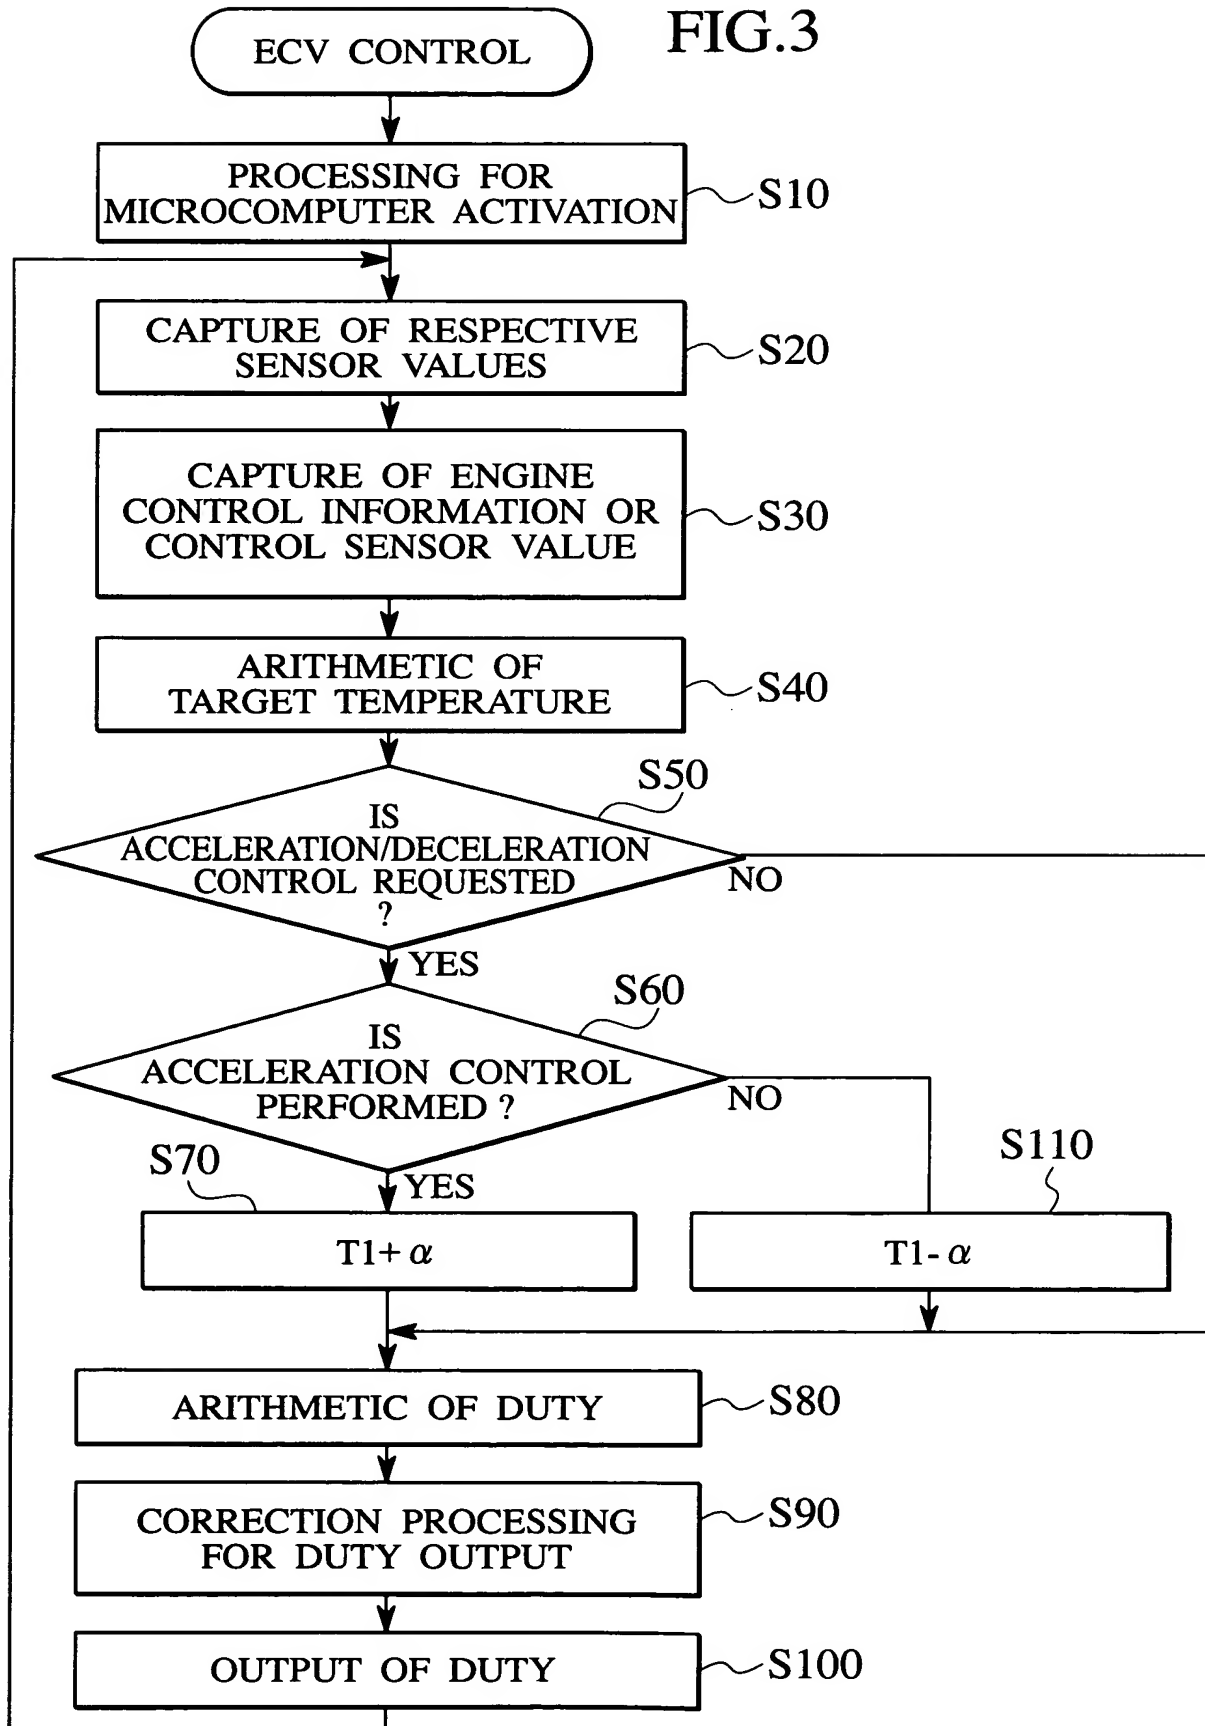 FIG.3
ECV CONTROL
PROCESSING FOR
MICROCOMPUTER ACTIVATION
S10
CAPTURE OF RESPECTIVE
SENSOR VALUES
S20
CAPTURE OF ENGINE
CONTROL INFORMATION OR
CONTROL SENSOR VALUE
S30
ARITHMETIC OF
TARGET TEMPERATURE
S40
S50
IS
ACCELERATION/DECELERATION
CONTROL REQUESTED
?
NO
YES
S60
IS
ACCELERATION CONTROL
PERFORMED ?
NO
YES
S70
T1+ α
S110
T1- α
ARITHMETIC OF DUTY
S80
CORRECTION PROCESSING
FOR DUTY OUTPUT
S90
OUTPUT OF DUTY
S100